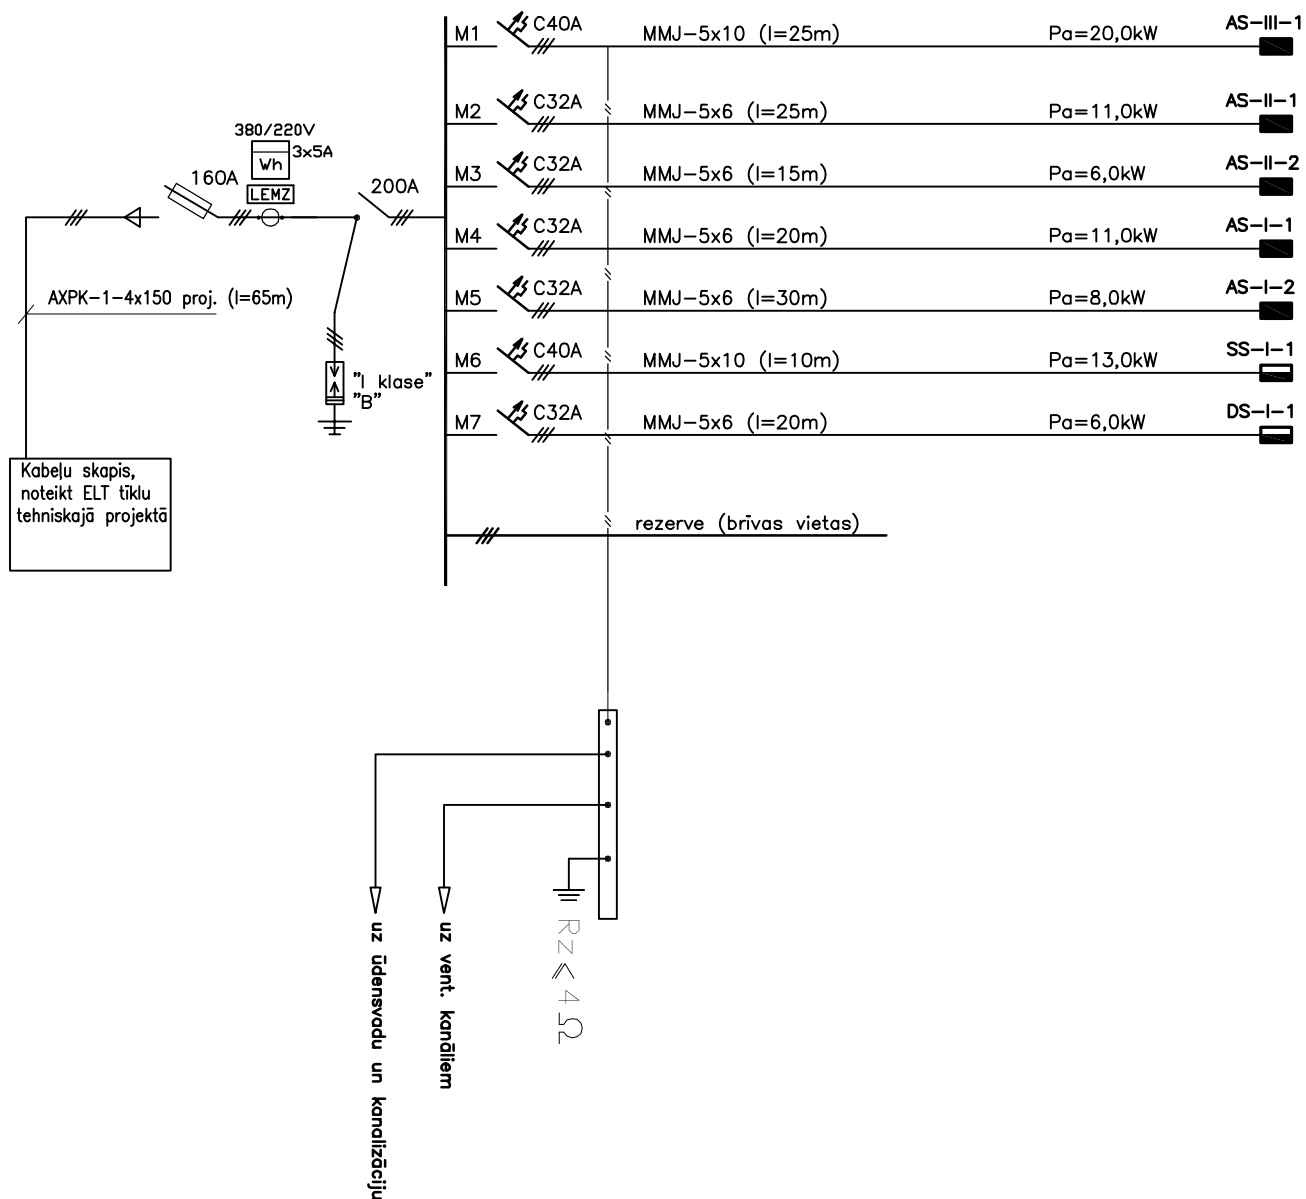 M1 C40A MMJ-5x10 (l=25m) Pa=20,0kW AS-III-1
M2 C32A MMJ-5x6 (l=25m) Pa=11,0kW AS-II-1
M3 C32A MMJ-5x6 (l=15m) Pa=6,0kW AS-II-2
M4 C32A MMJ-5x6 (l=20m) Pa=11,0kW AS-I-1
M5 C32A MMJ-5x6 (l=30m) Pa=8,0kW AS-I-2
M6 C40A MMJ-5x10 (l=10m) Pa=13,0kW SS-I-1
M7 C32A MMJ-5x6 (l=20m) Pa=6,0kW DS-I-1
rezerve (brīvas vietas)
380/220V
3x5A
Wh
LEMZ
160A
200A
AXPK-1-4x150 proj. (l=65m)
"I klase"
"B"
Kabeļu skapis,
noteikt ELT tīklu
tehniskajā projektā
uz ūdensvadu un kanalizāciju
uz vent. kanāliem
Rz≤4Ω